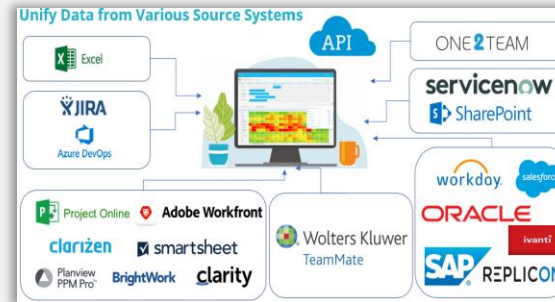 Unify Data from Various Source Systems
API
Excel
JIRA
Azure DevOps
ONE2TEAM
servicenow
SharePoint
Project Online
Adobe Workfront
clarizen
smartsheet
Planview
PPM Pro™
BrightWork
clarity
Wolters Kluwer
TeamMate
workday.
salesforce
ORACLE
ivanti
SAP
REPLICON